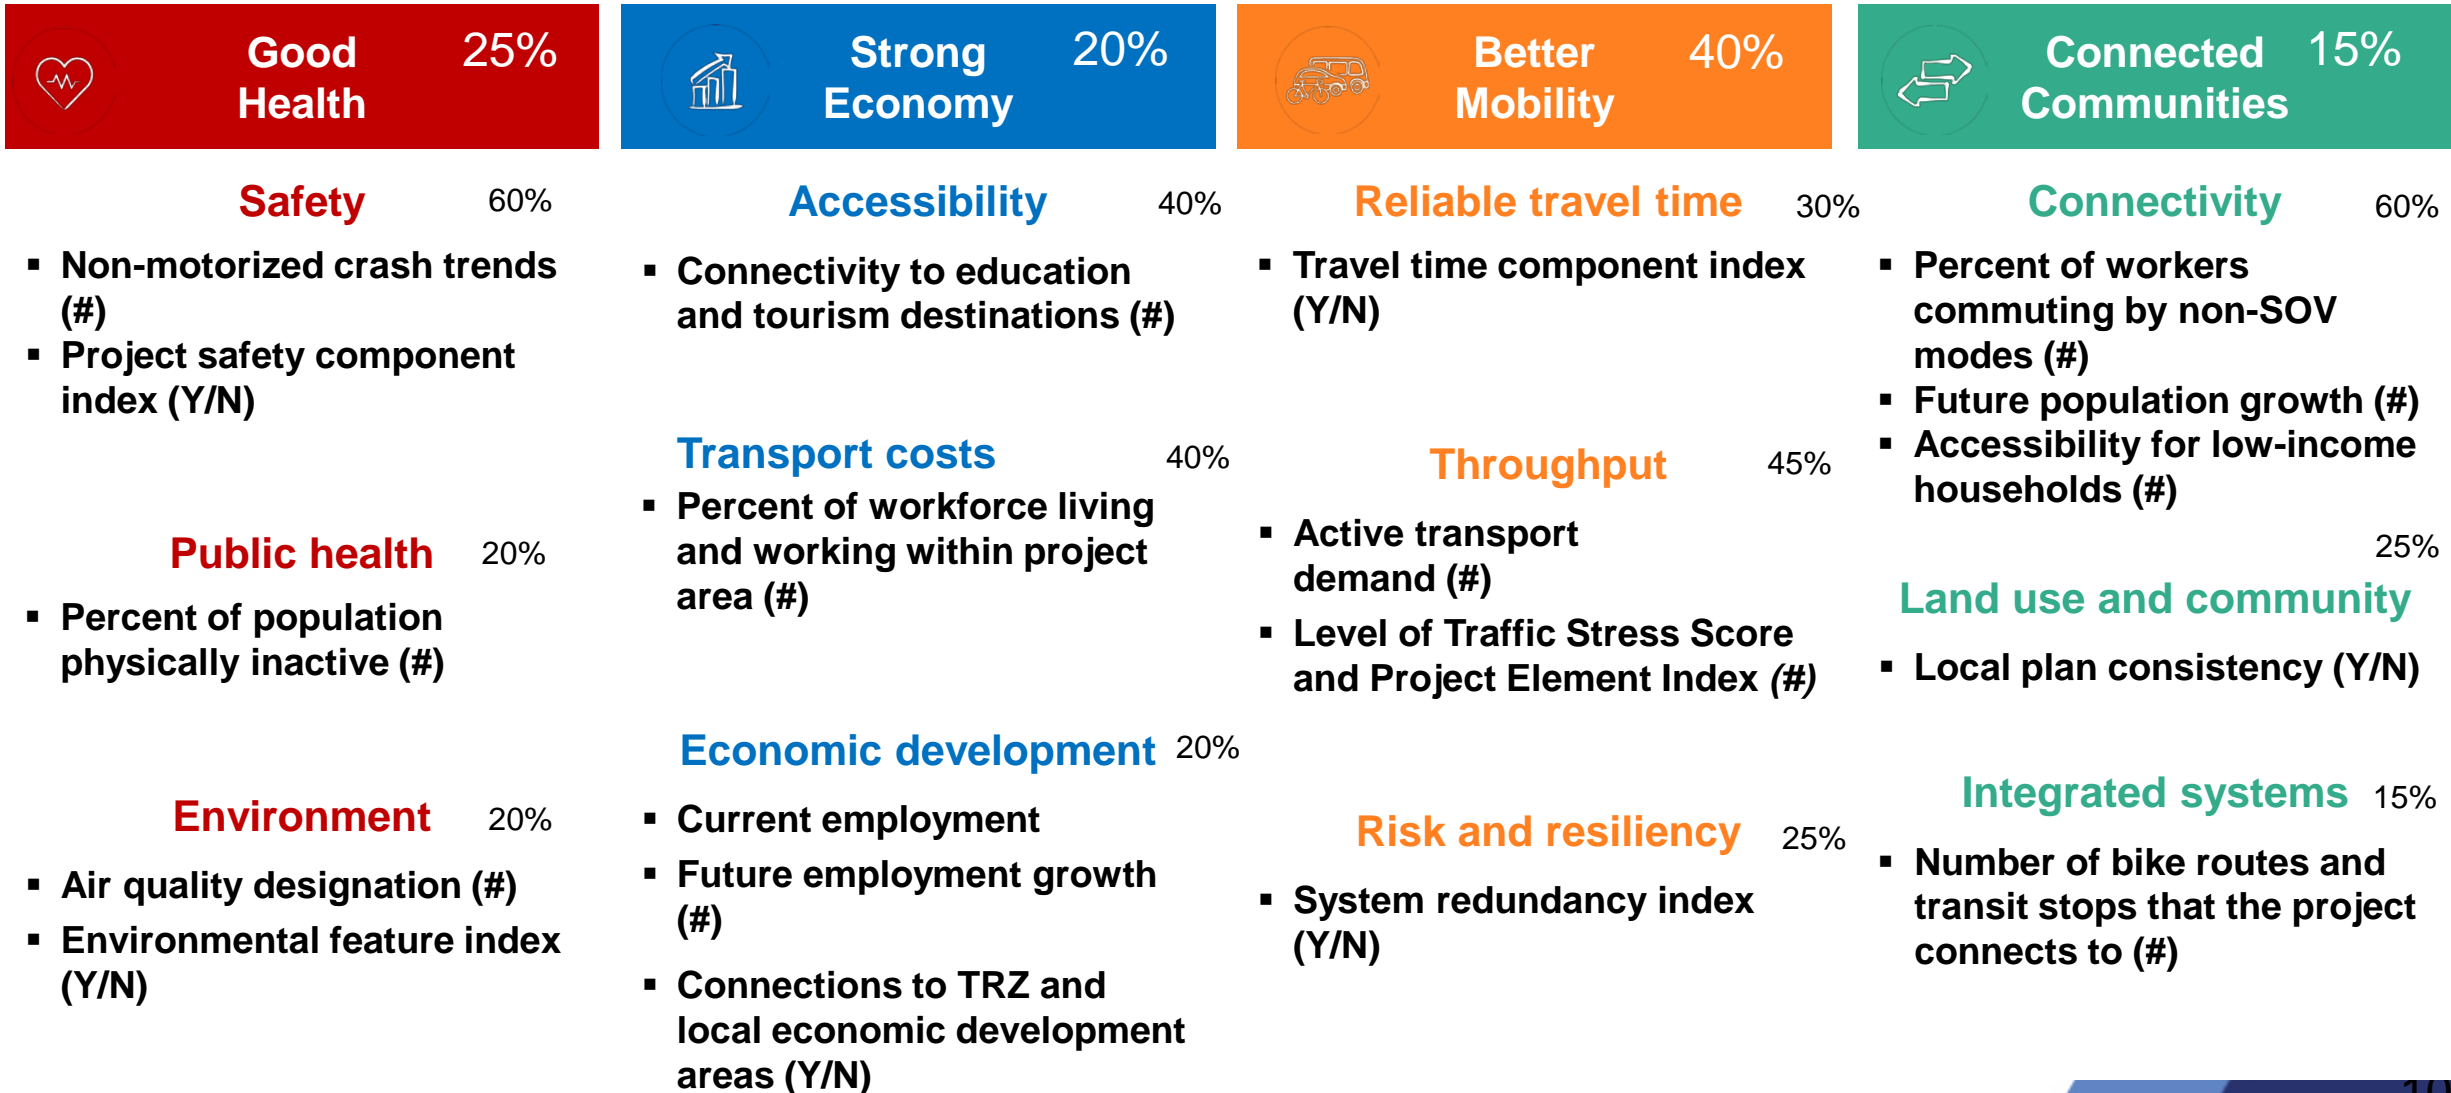 Good 25%
Health
Safety 60%
▪ Non-motorized crash trends
(#)
▪ Project safety component
index (Y/N)
Public health 20%
▪ Percent of population
physically inactive (#)
Environment 20%
▪ Air quality designation (#)
▪ Environmental feature index
(Y/N)
Strong 20%
Economy
Accessibility 40%
▪ Connectivity to education
and tourism destinations (#)
Transport costs 40%
▪ Percent of workforce living
and working within project
area (#)
Economic development 20%
▪ Current employment
▪ Future employment growth
(#)
▪ Connections to TRZ and
local economic development
areas (Y/N)
Better 40%
Mobility
Reliable travel time 30%
▪ Travel time component index
(Y/N)
Throughput 45%
▪ Active transport
demand (#)
▪ Level of Traffic Stress Score
and Project Element Index (#)
Risk and resiliency 25%
▪ System redundancy index
(Y/N)
Connected 15%
Communities
Connectivity 60%
▪ Percent of workers
commuting by non-SOV
modes (#)
▪ Future population growth (#)
▪ Accessibility for low-income
households (#)
25%
Land use and community
▪ Local plan consistency (Y/N)
Integrated systems 15%
▪ Number of bike routes and
transit stops that the project
connects to (#)